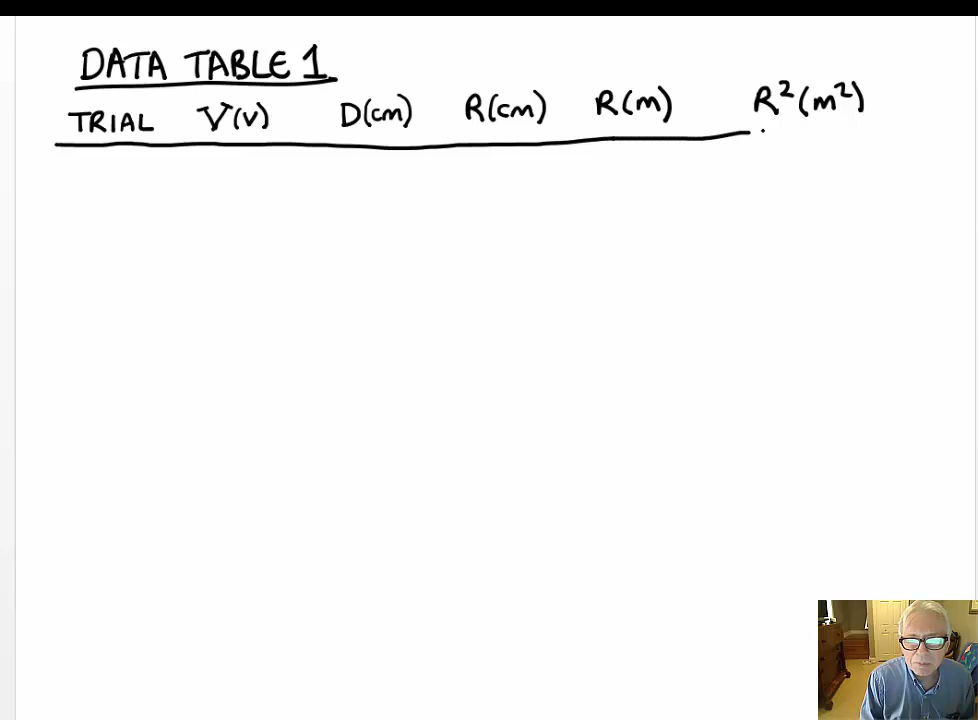 DATA TABLE 1
TRIAL V(v) D(cm) R(cm) R(m) R²(m²)